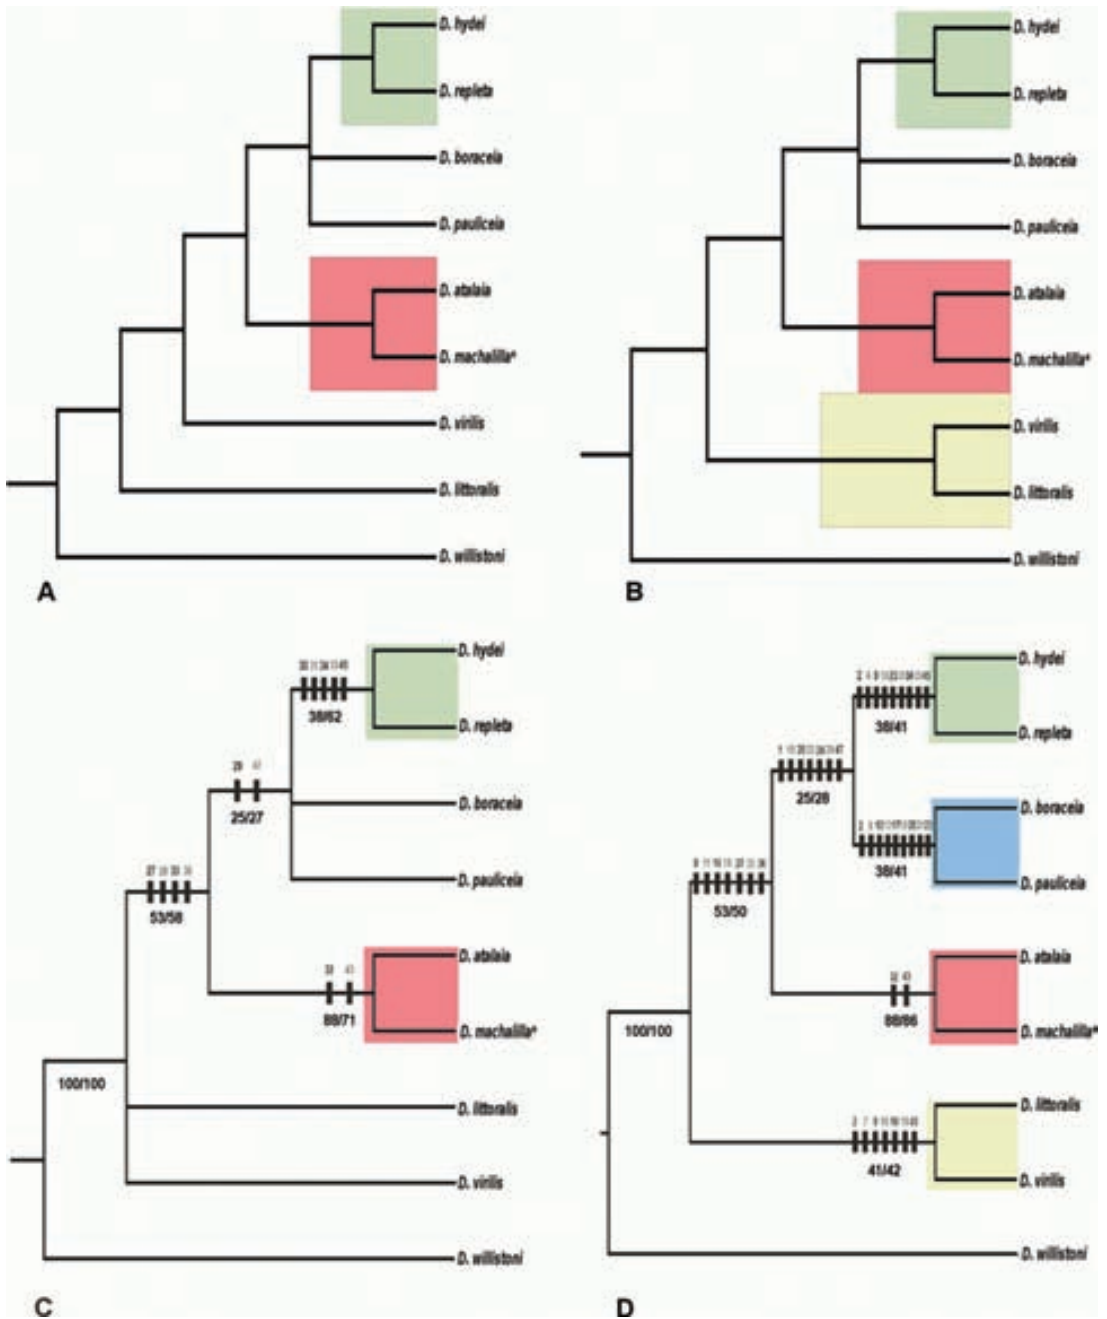 D. hydei
D. repleta
D. boraceia
D. pauliceia
D. atalaia
D. machalilla*
D. virilis
D. littoralis
D. willistoni
A
D. hydei
D. repleta
D. boraceia
D. pauliceia
D. atalaia
D. machalilla*
D. virilis
D. littoralis
D. willistoni
B
D. hydei
38/62
D. repleta
29
25/27
D. boraceia
D. pauliceia
53/58
D. atalaia
88/71
D. machalilla*
100/100
D. littoralis
D. virilis
D. willistoni
C
D. hydei
38/41
D. repleta
25/28
D. boraceia
38/41
D. pauliceia
53/50
D. atalaia
88/86
D. machalilla*
100/100
D. littoralis
41/42
D. virilis
D. willistoni
D